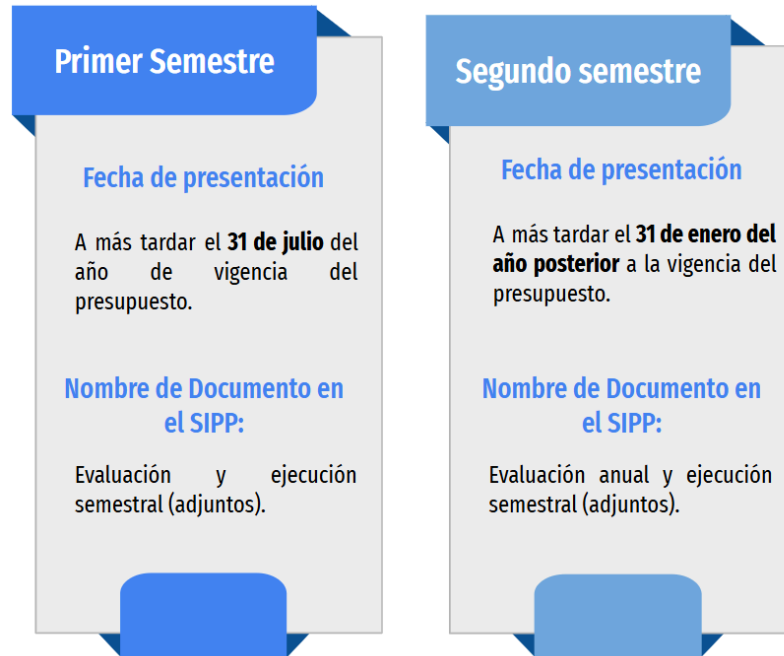 Primer Semestre
Fecha de presentación
A más tardar el 31 de julio del
año de vigencia del
presupuesto.
Nombre de Documento en
el SIPP:
Evaluación y ejecución
semestral (adjuntos).
Segundo semestre
Fecha de presentación
A más tardar el 31 de enero del
año posterior a la vigencia del
presupuesto.
Nombre de Documento en
el SIPP:
Evaluación anual y ejecución
semestral (adjuntos).